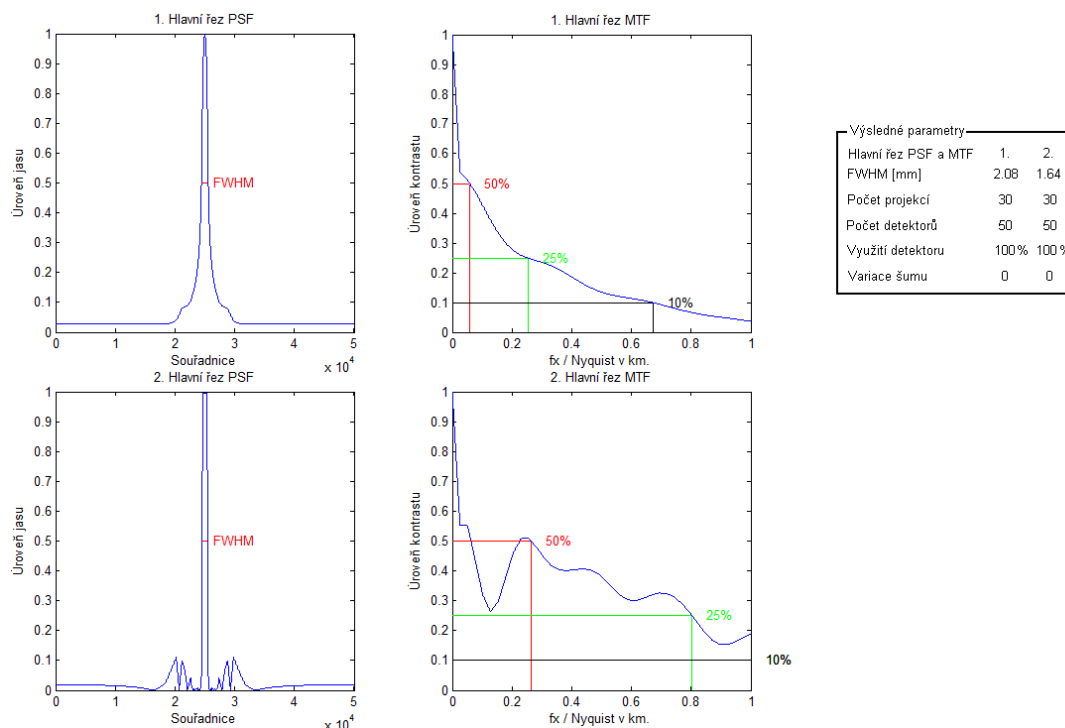 1. Hlavní řez PSF
1
0.9
0.8
0.7
0.6
0.5
0.4
0.3
0.2
0.1
0
Úroveň jasu
FWHM
0 1 2 3 4 5
Souřadnice
x 10^4
1. Hlavní řez MTF
1
0.9
0.8
0.7
0.6
0.5
0.4
0.3
0.2
0.1
0
Úroveň kontrastu
50%
25%
10%
0 0.2 0.4 0.6 0.8 1
fx / Nyquist v km.
Výsledné parametry
Hlavní řez PSF a MTF 1. 2.
FWHM [mm] 2.08 1.64
Počet projekcí 30 30
Počet detektorů 50 50
Využití detektoru 100% 100%
Variace šumu 0 0
2. Hlavní řez PSF
1
0.9
0.8
0.7
0.6
0.5
0.4
0.3
0.2
0.1
0
Úroveň jasu
FWHM
0 1 2 3 4 5
Souřadnice
x 10^4
2. Hlavní řez MTF
1
0.9
0.8
0.7
0.6
0.5
0.4
0.3
0.2
0.1
0
Úroveň kontrastu
50%
25%
10%
0 0.2 0.4 0.6 0.8 1
fx / Nyquist v km.